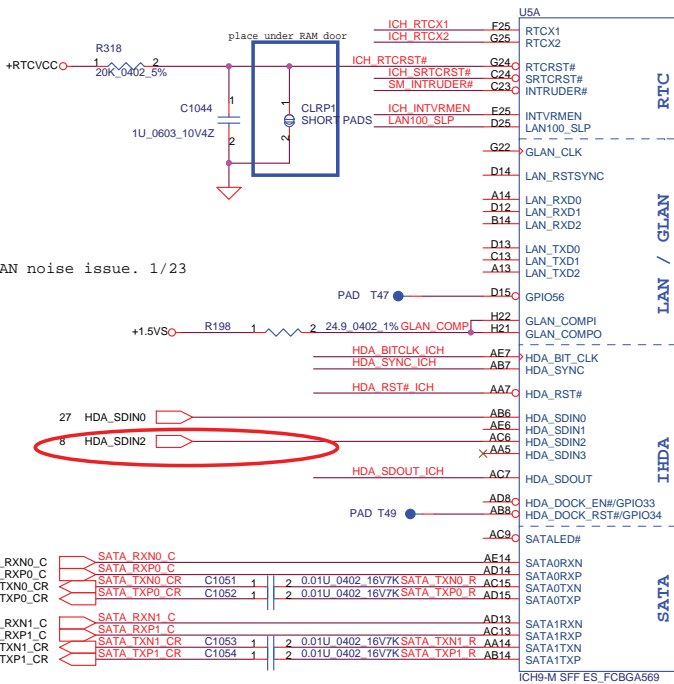 U5A
place under RAM door
ICH_RTCX1 F25 RTCX1
ICH_RTCX2 G25 RTCX2
R318
+RTCVCC 1 2
20K_0402_5%
ICH_RTCRST# G24 RTCRST#
ICH_SRTCRST# C24 SRTCRST#
SM_INTRUDER# C23 INTRUDER#
RTC
C1044 1 2
1U_0603_10V4Z
1 CLRP1
SHORT PADS
2
ICH_INTVRMEN E25 INTVRMEN
LAN100_SLP D25 LAN100_SLP
G22 GLAN_CLK
D14 LAN_RSTSYNC
A14 LAN_RXD0
D12 LAN_RXD1
B14 LAN_RXD2
LAN / GLAN
D13 LAN_TXD0
C13 LAN_TXD1
A13 LAN_TXD2
AN noise issue. 1/23
PAD T47 D15 GPIO56
+1.5VS R198 1 2 24.9_0402_1% GLAN_COMP H22 GLAN_COMPI
H21 GLAN_COMPO
HDA_BITCLK_ICH AE7 HDA_BIT_CLK
HDA_SYNC_ICH AB7 HDA_SYNC
HDA_RST#_ICH AA7 HDA_RST#
27 HDA_SDIN0 AB6 HDA_SDIN0
AE6 HDA_SDIN1
8 HDA_SDIN2 AC6 HDA_SDIN2
AA5 HDA_SDIN3
IHDA
HDA_SDOUT_ICH AC7 HDA_SDOUT
AD8 HDA_DOCK_EN#/GPIO33
PAD T49 AB8 HDA_DOCK_RST#/GPIO34
AC9 SATALED#
_RXN0_C SATA_RXN0_C AE14 SATA0RXN
_RXP0_C SATA_RXP0_C AD14 SATA0RXP
TXN0_CR SATA_TXN0_CR C1051 1 2 0.01U_0402_16V7K SATA_TXN0_R AC15 SATA0TXN
TXP0_CR SATA_TXP0_CR C1052 1 2 0.01U_0402_16V7K SATA_TXP0_R AD15 SATA0TXP
SATA
_RXN1_C SATA_RXN1_C AD13 SATA1RXN
_RXP1_C SATA_RXP1_C AC13 SATA1RXP
TXN1_CR SATA_TXN1_CR C1053 1 2 0.01U_0402_16V7K SATA_TXN1_R AA14 SATA1TXN
TXP1_CR SATA_TXP1_CR C1054 1 2 0.01U_0402_16V7K SATA_TXP1_R AB14 SATA1TXP
ICH9-M SFF ES_FCBGA569